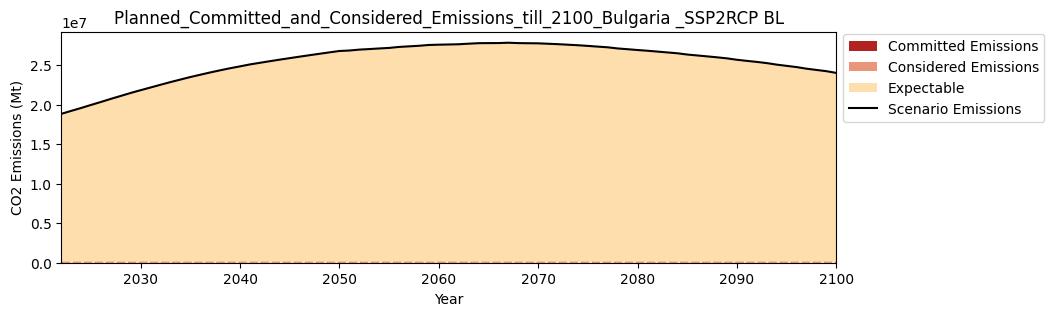 Planned_Committed_and_Considered_Emissions_till_2100_Bulgaria _SSP2RCP BL
1e7
2.5
2.0
1.5
1.0
0.5
0.0
CO2 Emissions (Mt)
2030 2040 2050 2060 2070 2080 2090 2100
Year
Committed Emissions
Considered Emissions
Expectable
Scenario Emissions